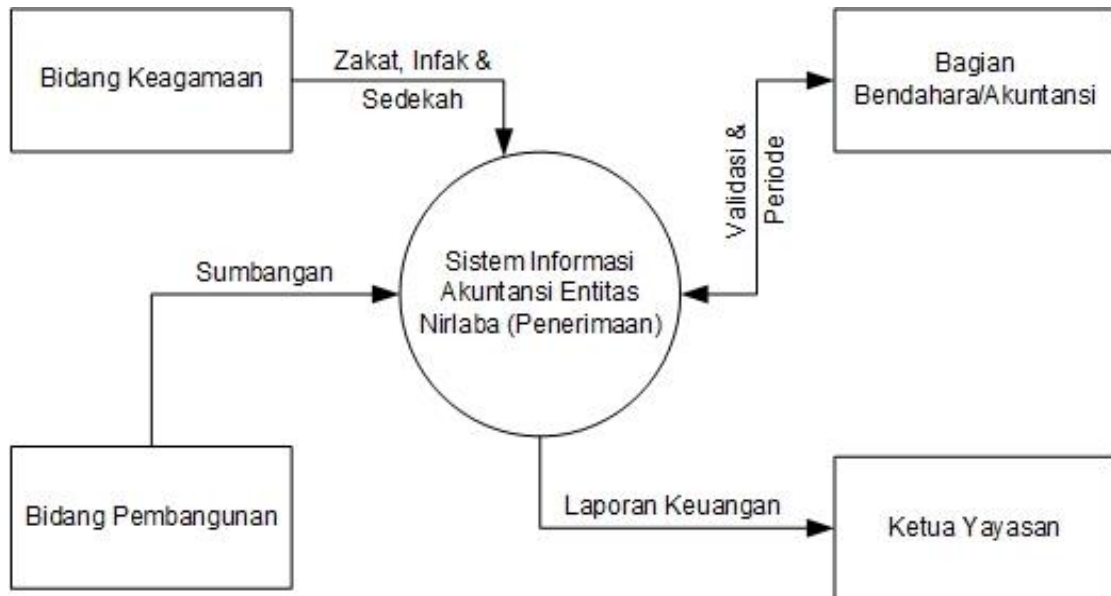 Bidang Keagamaan
Zakat, Infak &
Sedekah
Bagian
Bendahara/Akuntansi
Validasi &
Periode
Sistem Informasi
Akuntansi Entitas
Nirlaba (Penerimaan)
Sumbangan
Bidang Pembangunan
Laporan Keuangan
Ketua Yayasan